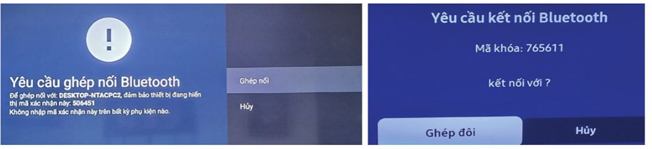 !
Yêu cầu ghép nối Bluetooth
Để ghép nối với: DESKTOP-NTACPC2, đảm bảo thiết bị đang hiển
thị mã xác nhận này: 506451
Không nhập mã xác nhận này trên bất kỳ phụ kiện nào.
Ghép nối
Hủy
Yêu cầu kết nối Bluetooth
Mã khóa: 765611
kết nối với ?
Ghép đôi
Hủy